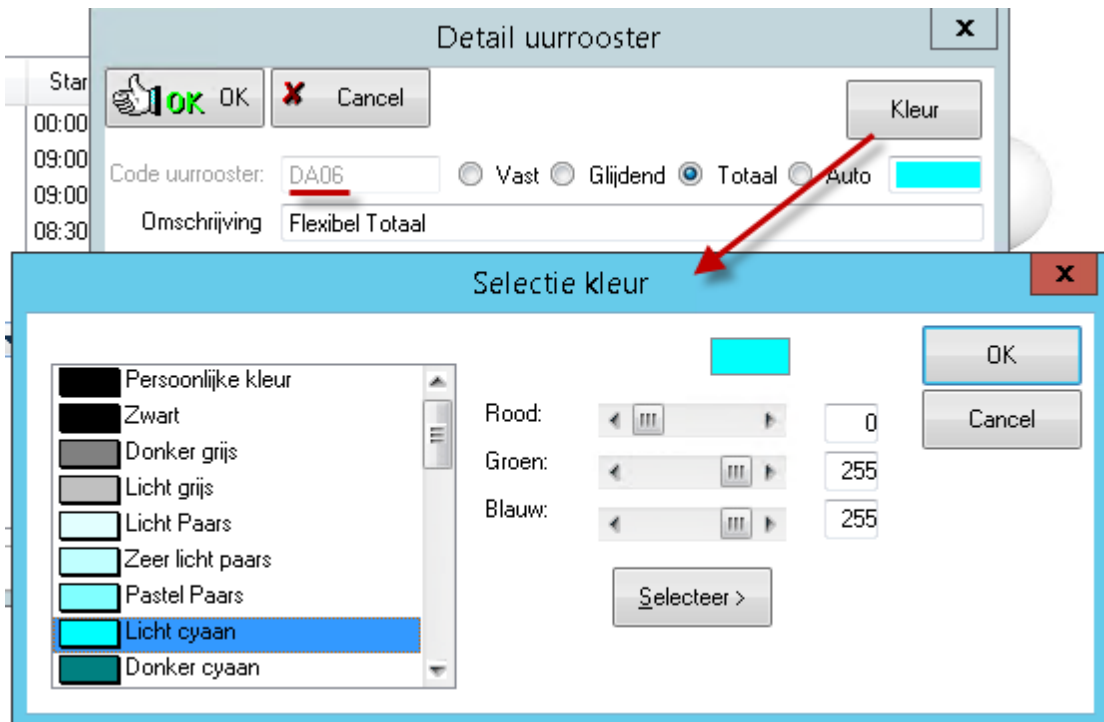 Detail uurrooster
x
Star
OK OK
Cancel
Kleur
00:00
09:00
Code uurrooster:
DA06
Vast
Glijdend
Totaal
Auto
09:00
08:30
Omschrijving
Flexibel Totaal
Selectie kleur
x
Persoonlijke kleur
Zwart
Donker grijs
Licht grijs
Licht Paars
Zeer licht paars
Pastel Paars
Licht cyaan
Donker cyaan
Rood:
0
Groen:
255
Blauw:
255
Selecteer >
OK
Cancel